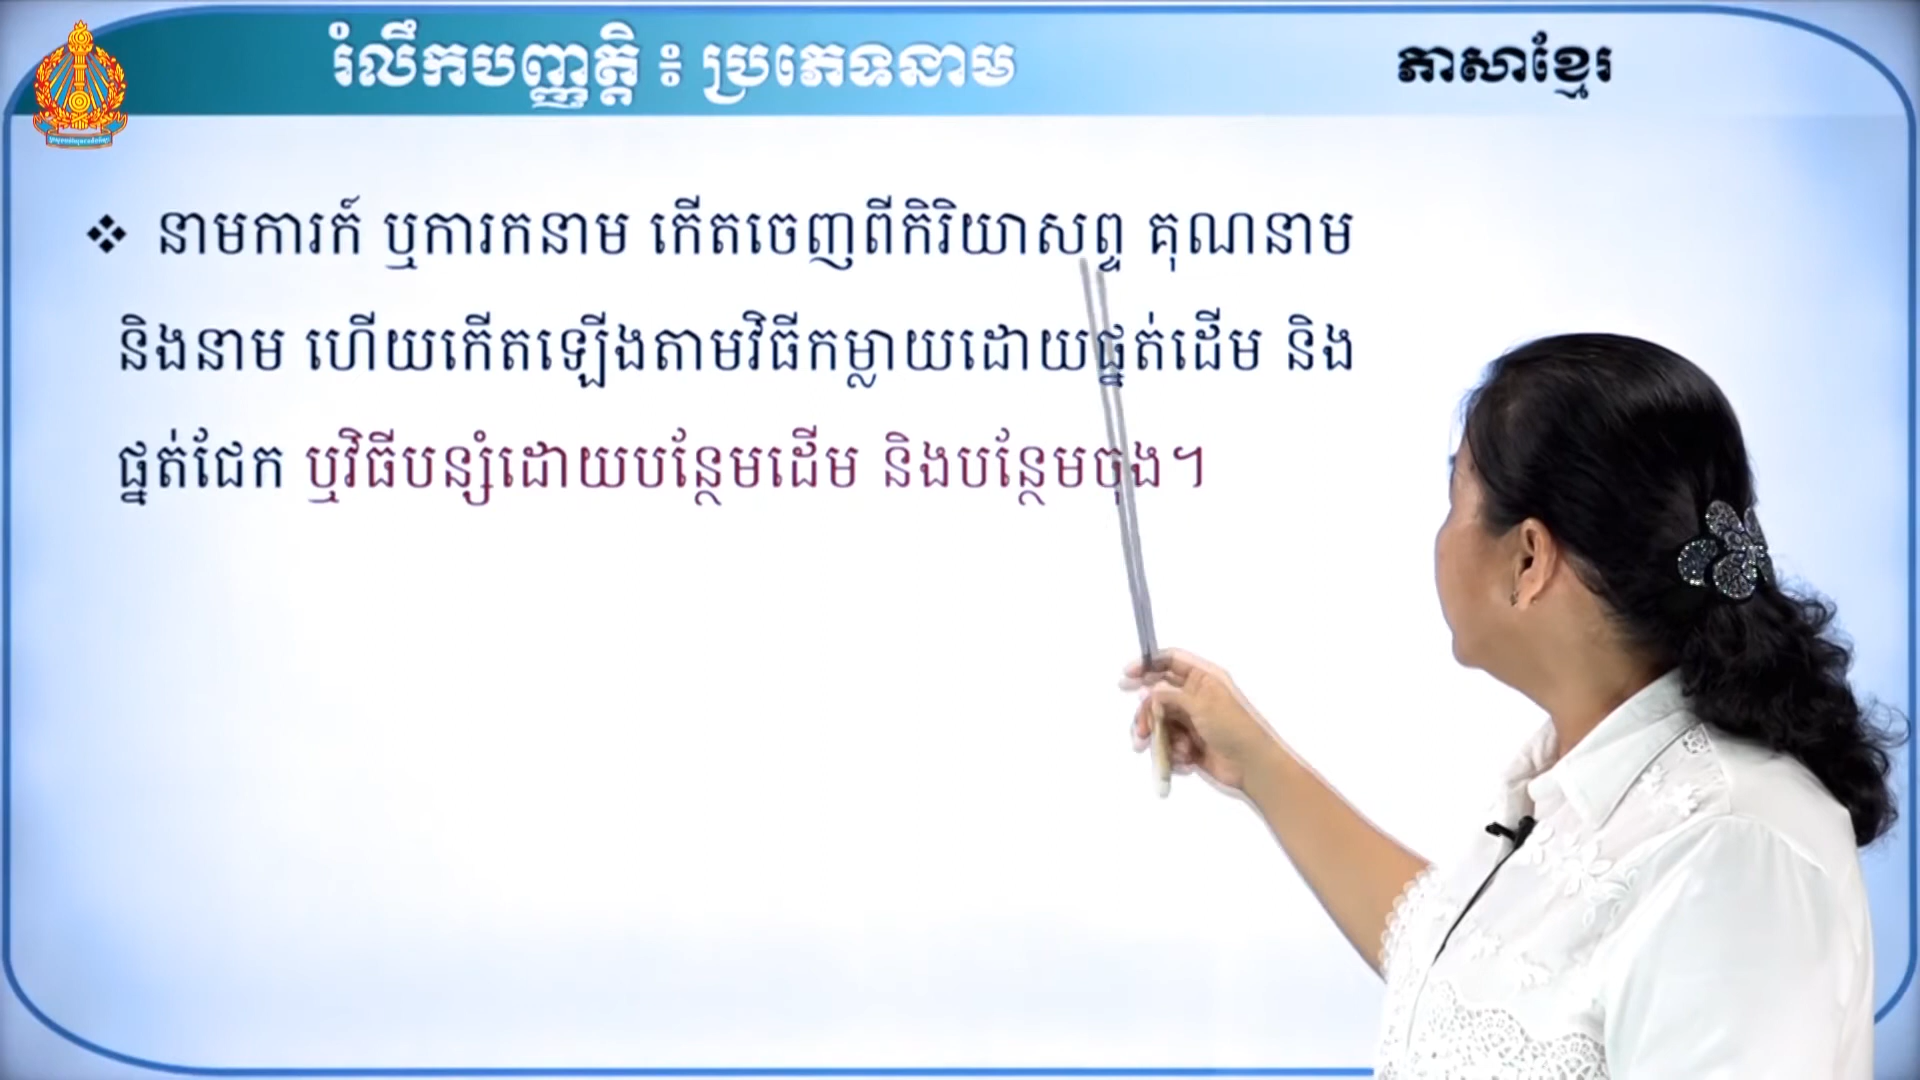 រំលឹកបញ្ញត្តិ ៖ ប្រភេទនាម
ភាសាខ្មែរ
❖ នាមការក៍ ឬការកនាម កើតចេញពីកិរិយាសព្ទ គុណនាម
និងនាម ហើយកើតឡើងតាមវិធីកម្លាយដោយផ្នត់ដើម និង
ផ្នត់ជែក ឬវិធីបន្សំដោយបន្ថែមដើម និងបន្ថែមចុង។